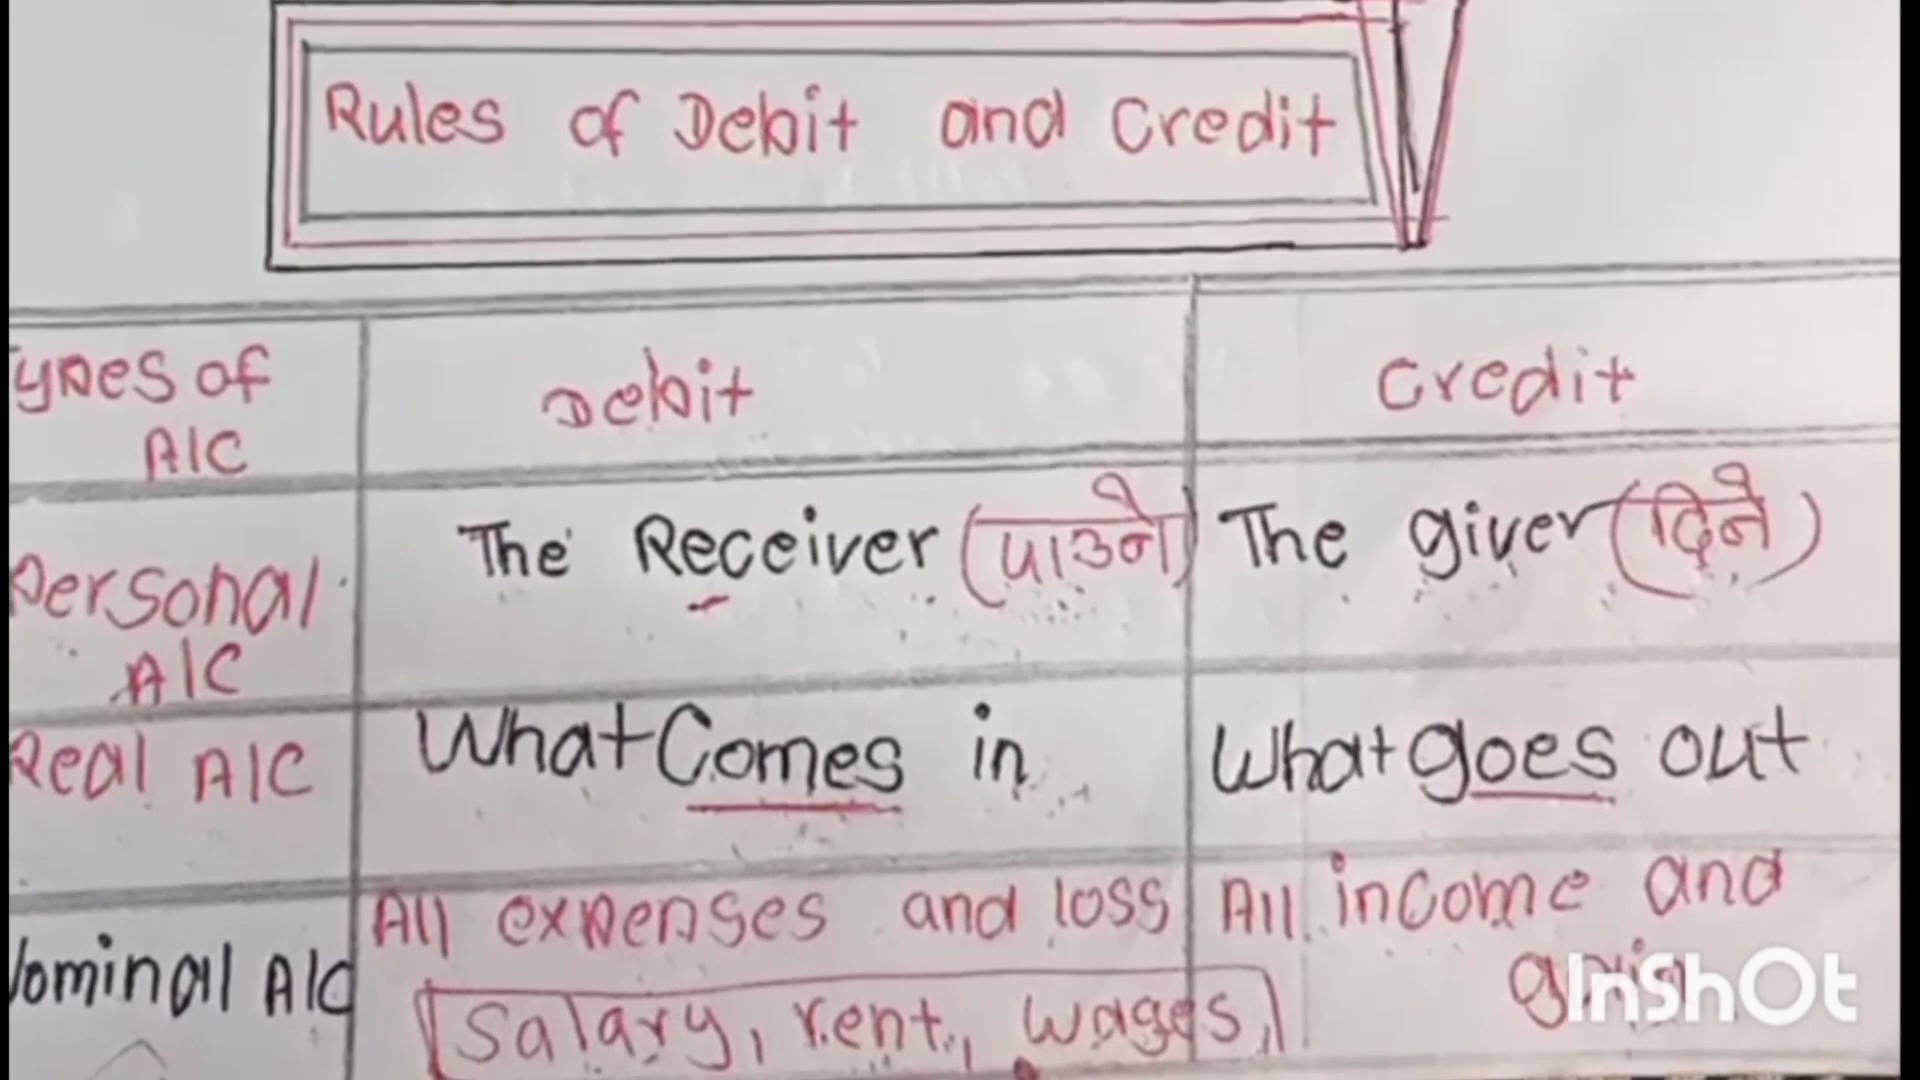 Rules of Debit and Credit
Types of A/C
Debit
Credit
Personal A/C
The Receiver (पाउने)
The giver (दिने)
Real A/C
What Comes in
What goes out
Nominal A/C
All expenses and loss
Salary, rent, wages,
All income and
gain
InShOt